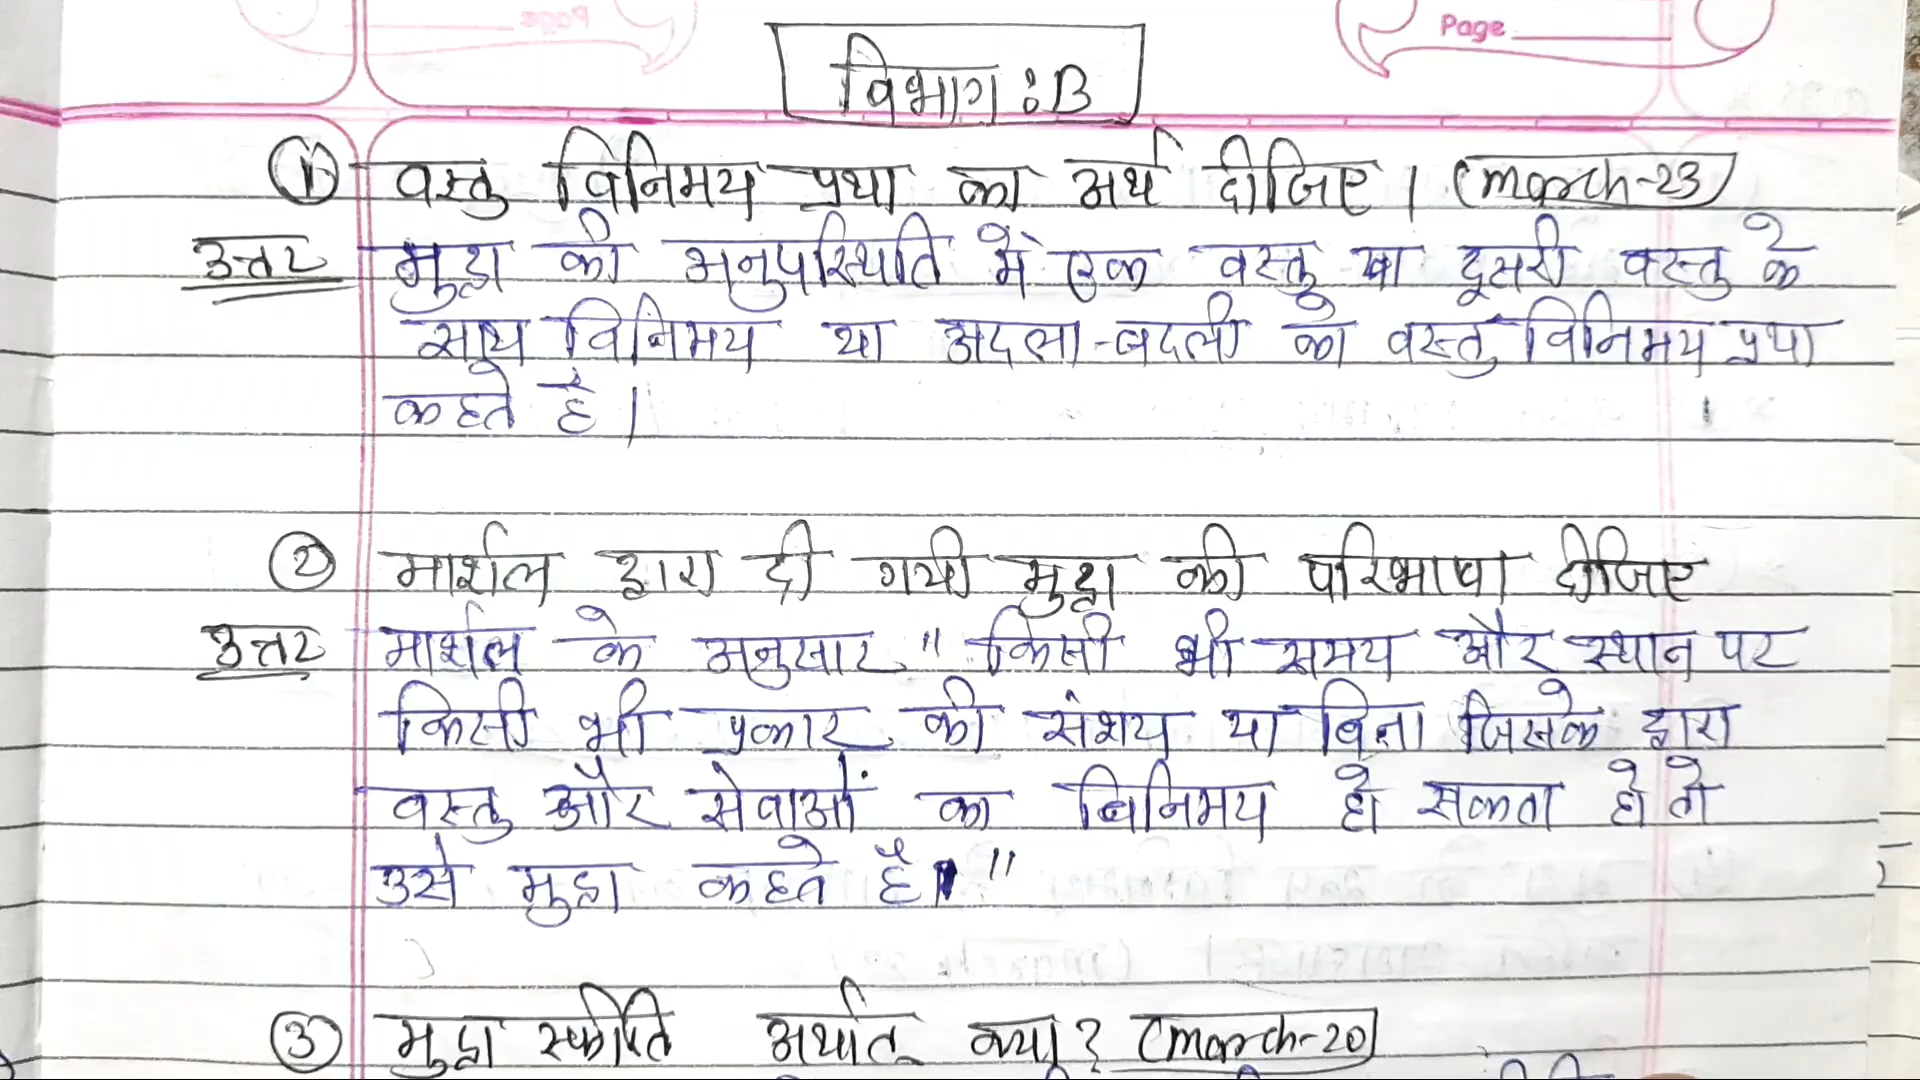 Page
विभाग : B
① वस्तु विनिमय प्रथा का अर्थ दीजिए । (March-23)
उत्तर मुद्रा की अनुपस्थिति में एक वस्तु का दूसरी वस्तु के
साथ विनिमय या अदला-बदली को वस्तु विनिमय प्रथा
कहते है ।
② मार्शल द्वारा दी गयी मुद्रा की परिभाषा दीजिए
उत्तर मार्शल के अनुसार, " किसी भी समय और स्थान पर
किसी भी प्रकार की संशय या बिना जिसके द्वारा
वस्तु और सेवाओं का विनिमय हो सकता हो तो
उसे मुद्रा कहते है । "
③ मुद्रा स्फीति अर्थात क्या ? (March-20)